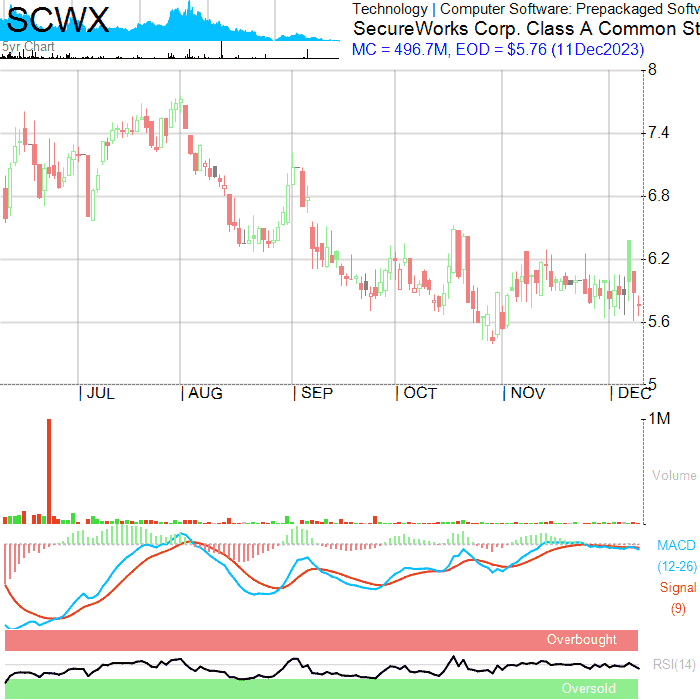 SCWX
5yr Chart
Technology | Computer Software: Prepackaged Softw
SecureWorks Corp. Class A Common St
MC = 496.7M, EOD = $5.76 (11Dec2023)
8
7.4
6.8
6.2
5.6
5
|JUL |AUG |SEP |OCT |NOV |DEC
1M
Volume
MACD
(12-26)
Signal
(9)
Overbought
RSI(14)
Oversold